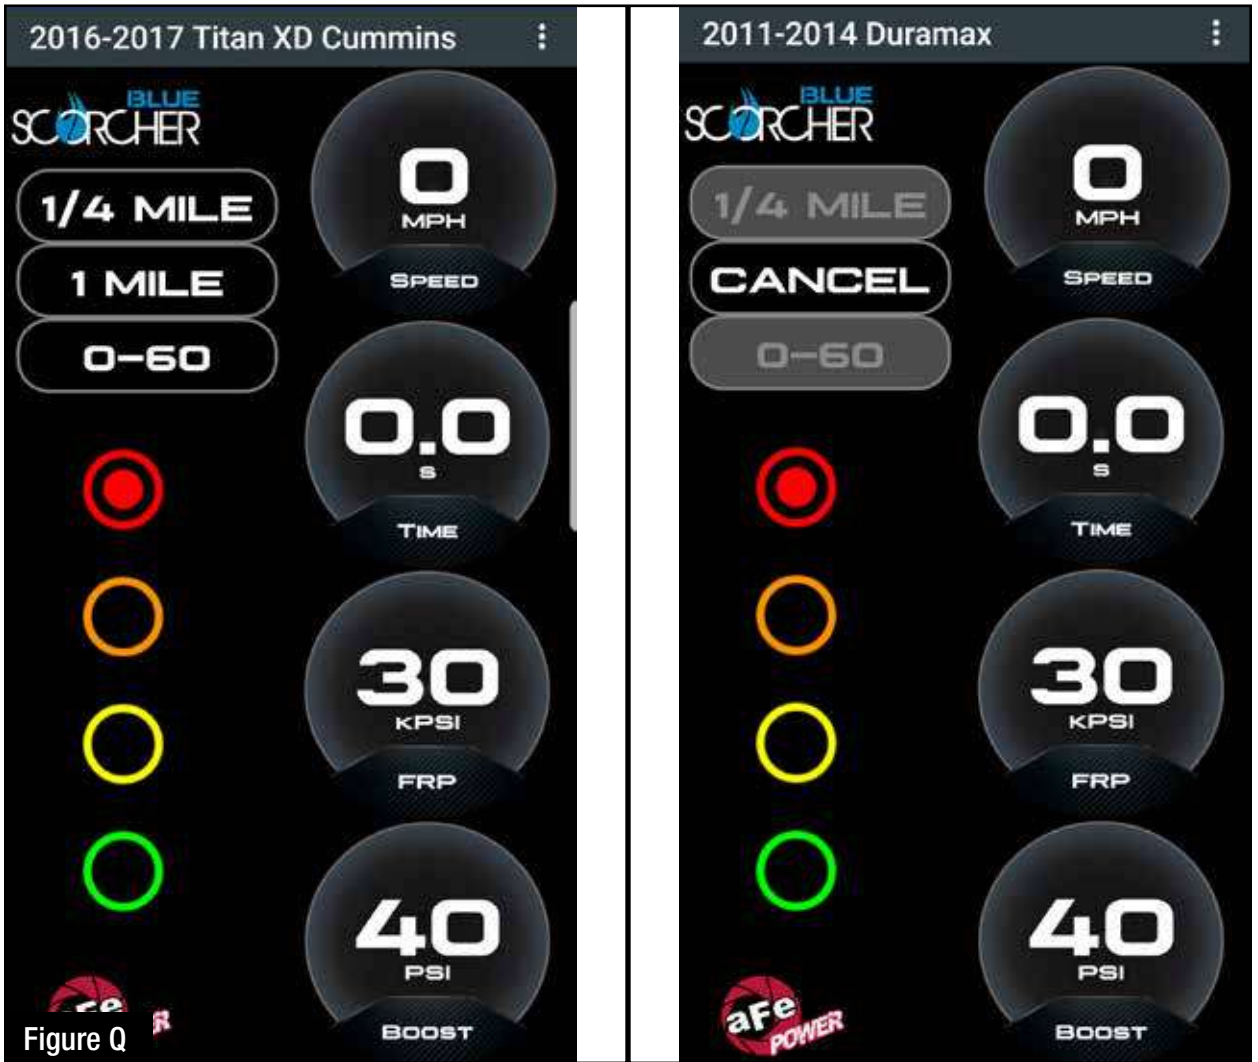 2016-2017 Titan XD Cummins
BLUE
SCORCHER
1/4 MILE
1 MILE
0-60
0
MPH
SPEED
0.0
S
TIME
30
KPSI
FRP
40
PSI
BOOST
aFe
Figure Q
2011-2014 Duramax
BLUE
SCORCHER
1/4 MILE
CANCEL
0-60
0
MPH
SPEED
0.0
S
TIME
30
KPSI
FRP
40
PSI
BOOST
aFe
POWER